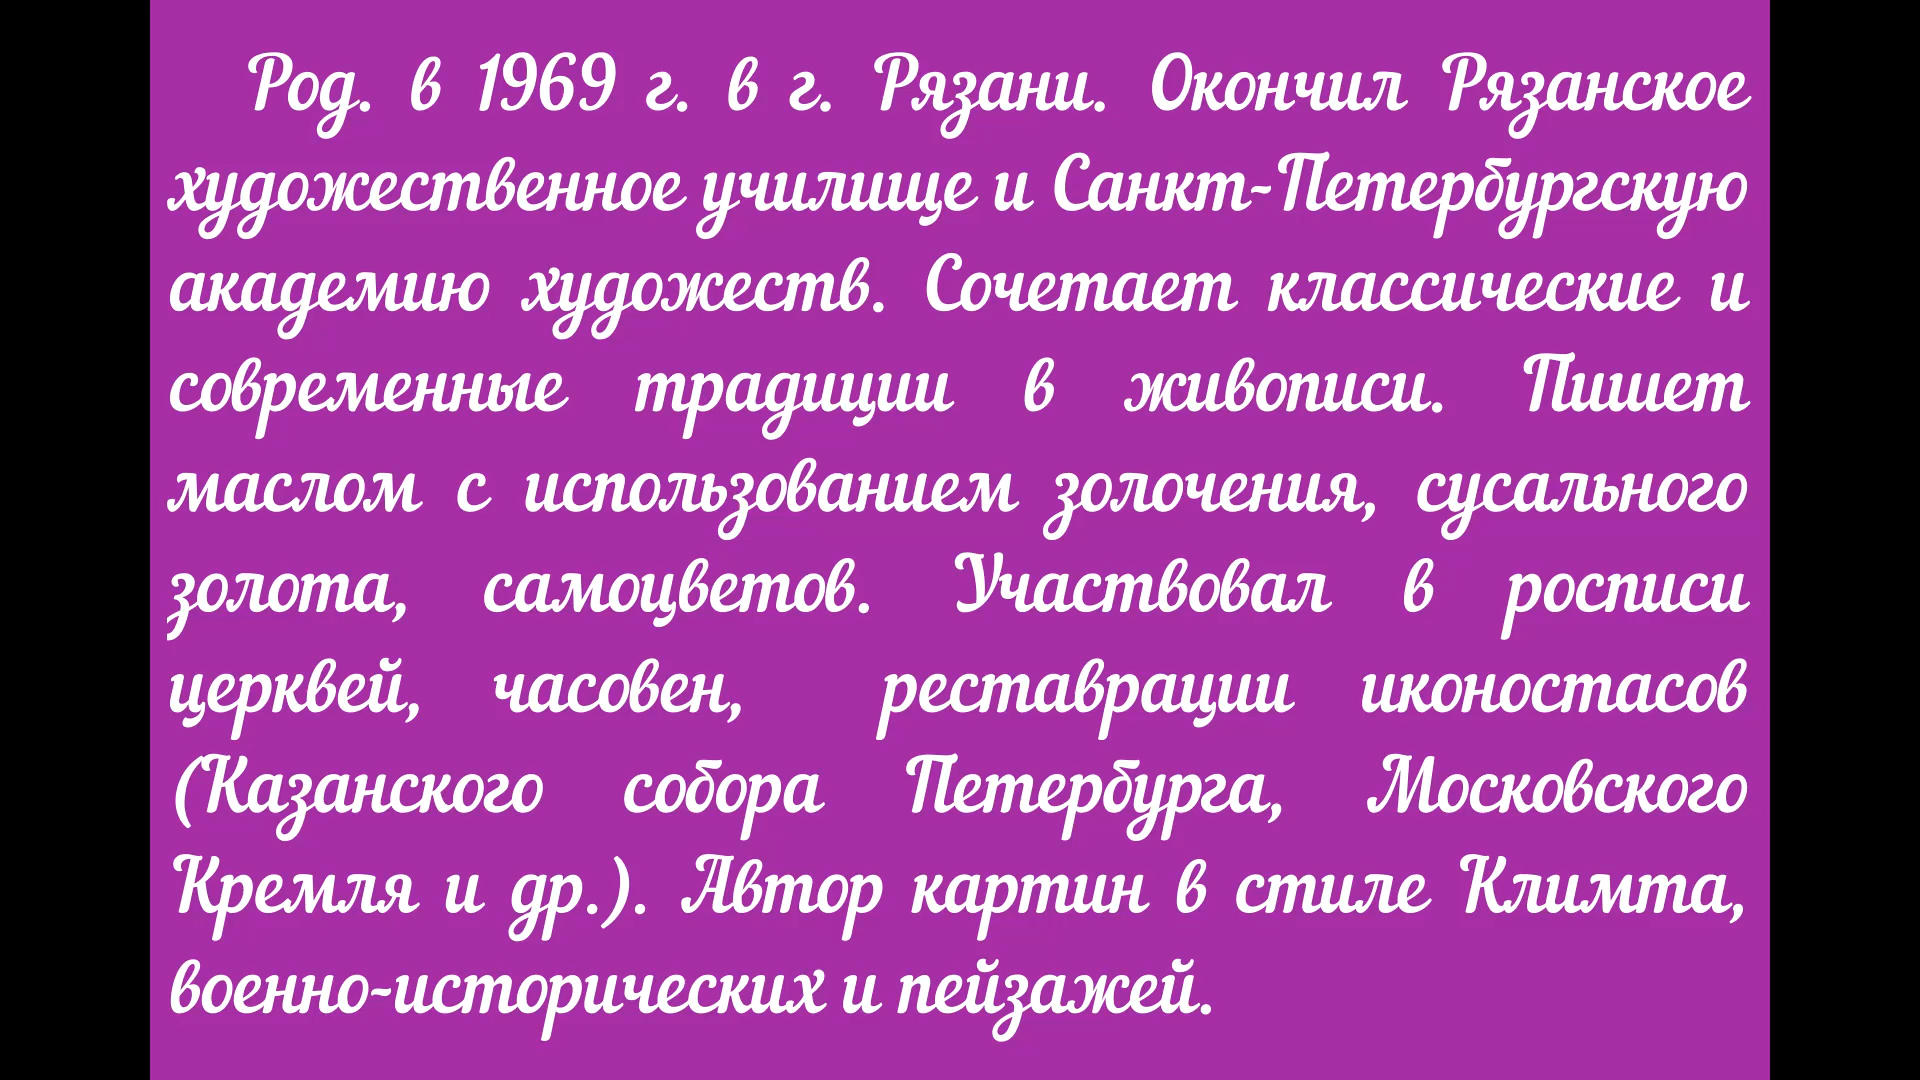 Род. в 1969 г. в г. Рязани. Окончил Рязанское
художественное училище и Санкт-Петербургскую
академию художеств. Сочетает классические и
современные традиции в живописи. Пишет
маслом с использованием золочения, сусального
золота, самоцветов. Участвовал в росписи
церквей, часовен, реставрации иконостасов
(Казанского собора Петербурга, Московского
Кремля и др.). Автор картин в стиле Климта,
военно-исторических и пейзажей.